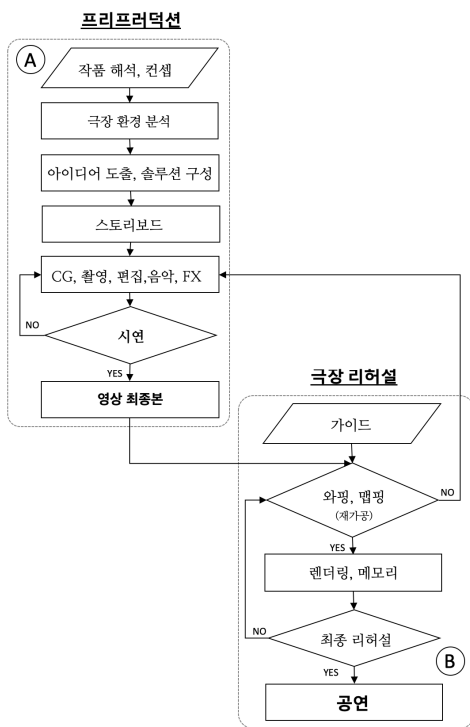 프리프러덕션
A
작품 해석, 컨셉
극장 환경 분석
아이디어 도출, 솔루션 구성
스토리보드
CG, 촬영, 편집,음악, FX
NO
시연
YES
영상 최종본
극장 리허설
가이드
NO
와핑, 맵핑
(재가공)
YES
렌더링, 메모리
NO
최종 리허설
B
YES
공연